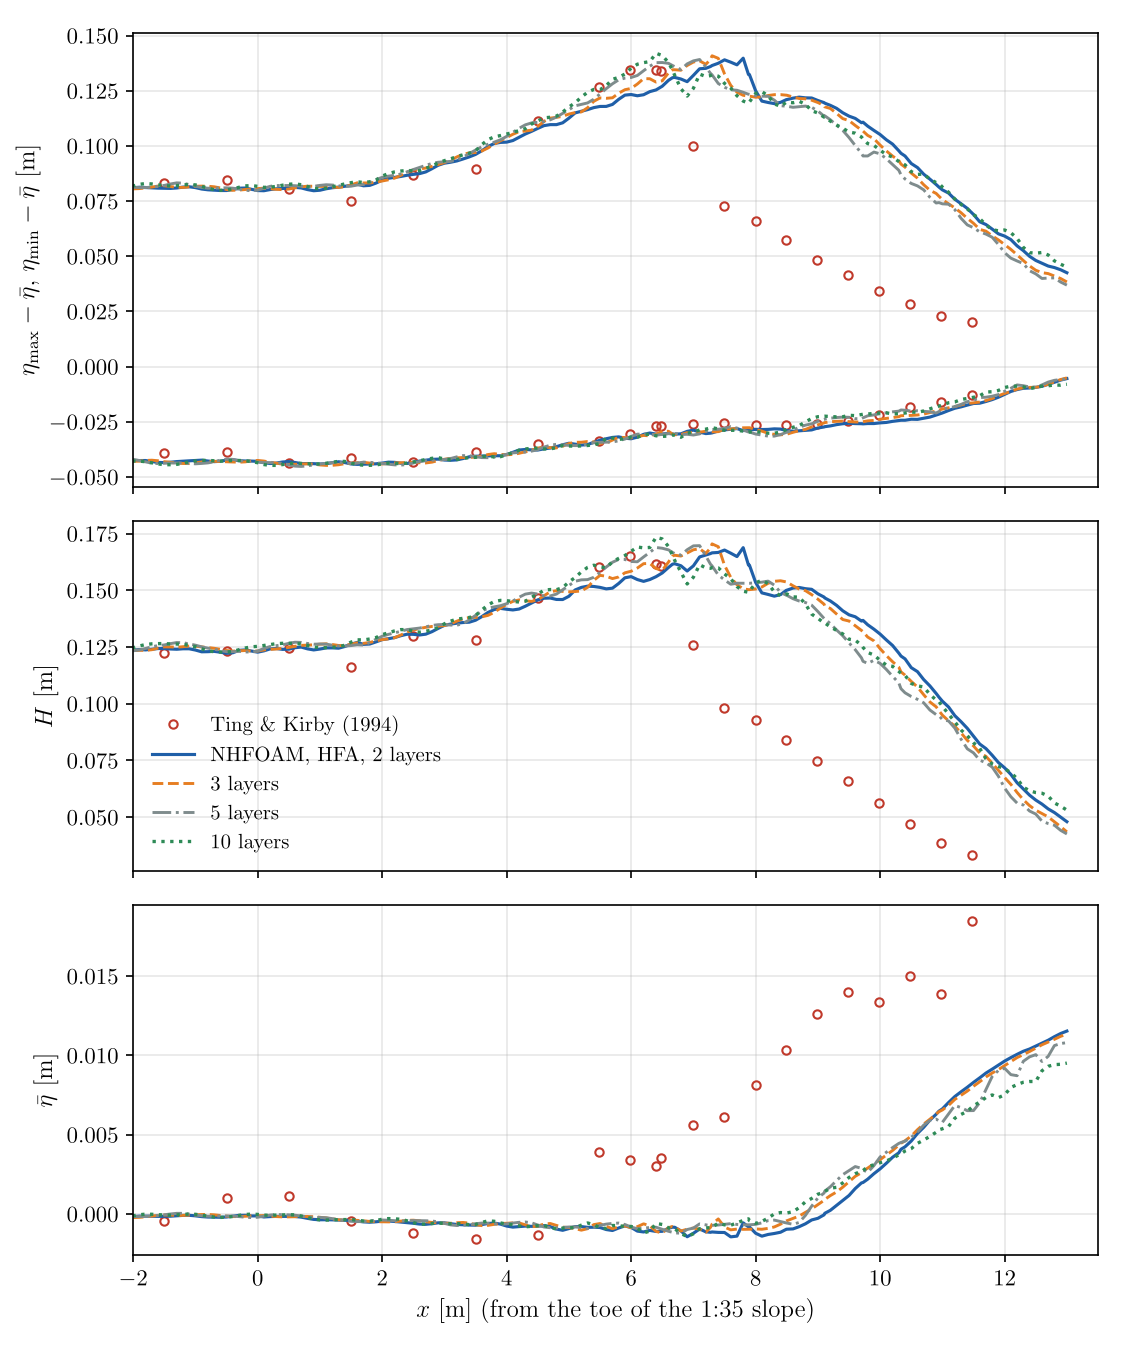 0.150
0.125
0.100
0.075
0.050
0.025
0.000
−0.025
−0.050
η_max − η̄, η_min − η̄ [m]
0.175
0.150
0.125
0.100
0.075
0.050
H [m]
Ting & Kirby (1994)
NHFOAM, HFA, 2 layers
3 layers
5 layers
10 layers
0.015
0.010
0.005
0.000
η̄ [m]
−2 0 2 4 6 8 10 12
x [m] (from the toe of the 1:35 slope)